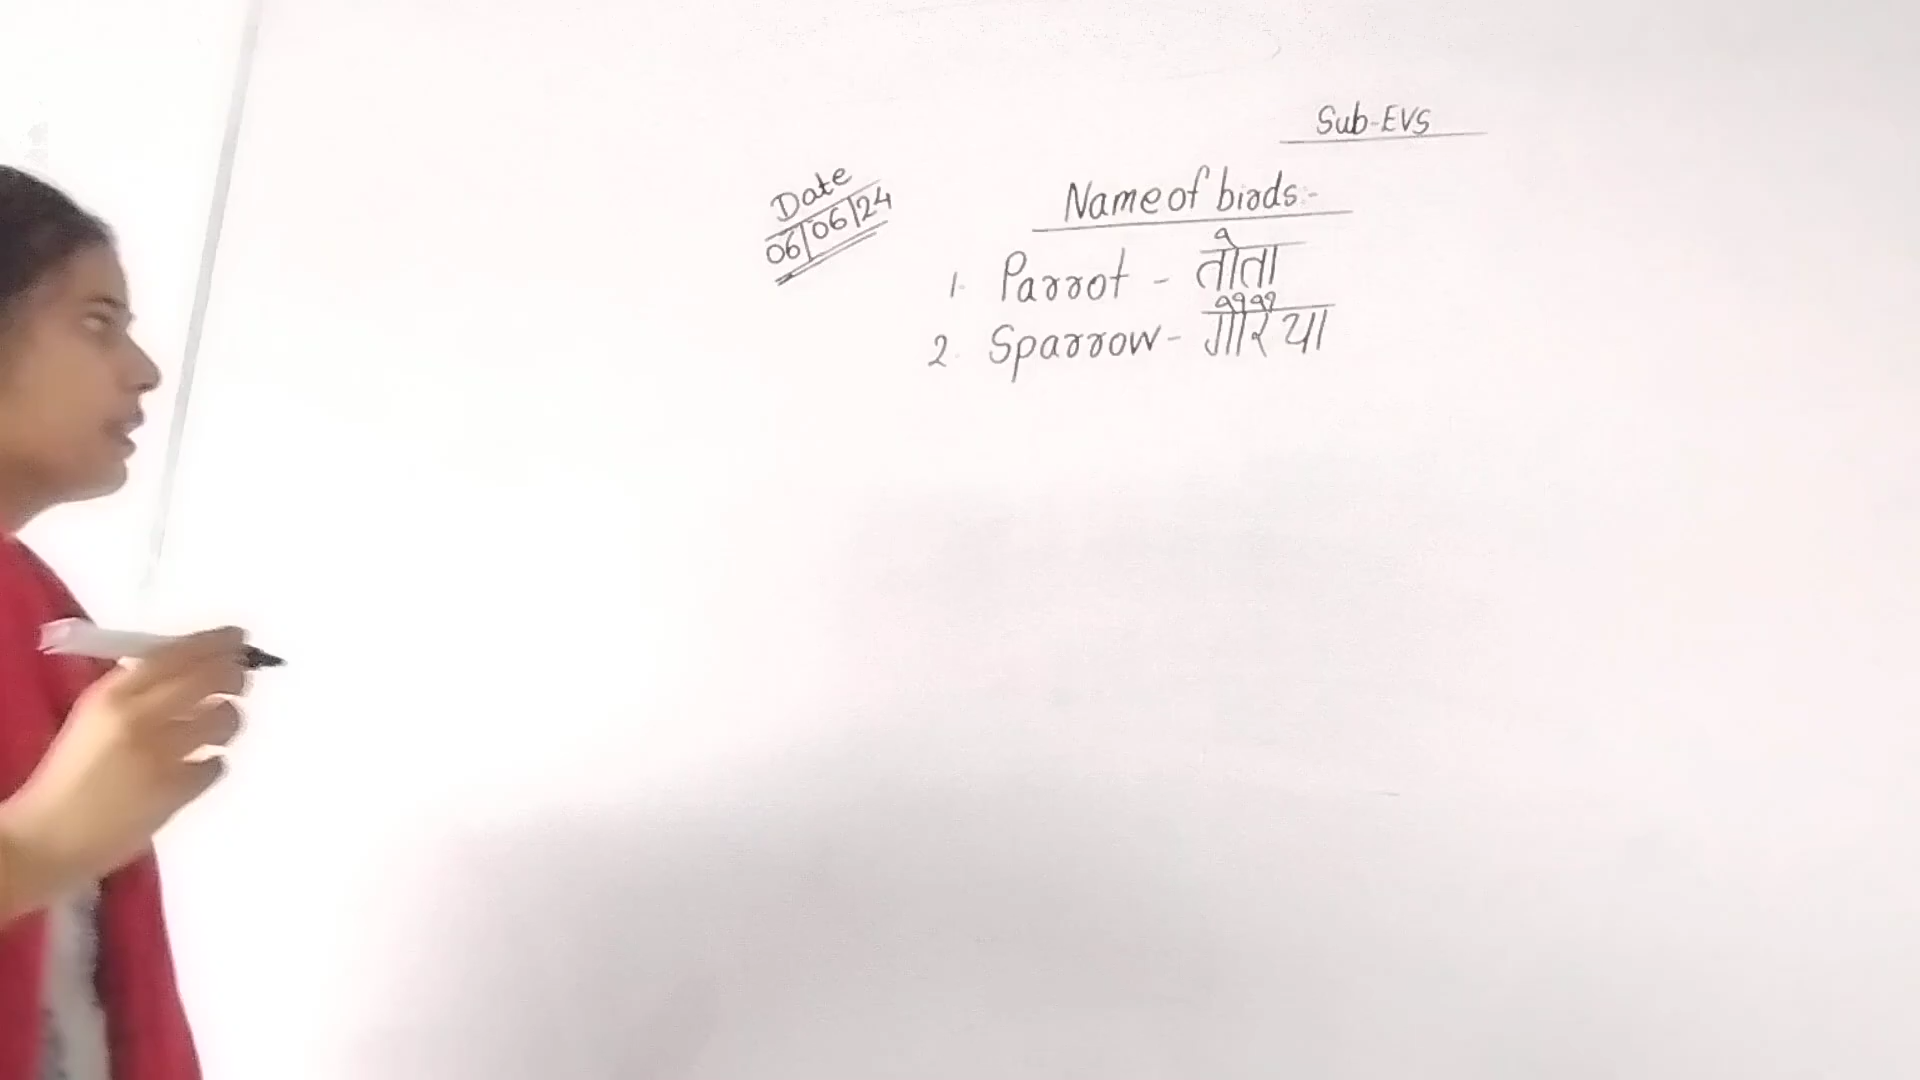 Sub-EVS
Date
06/06/24
Name of birds:-
1. Parrot - तोता
2. Sparrow - गौरैया